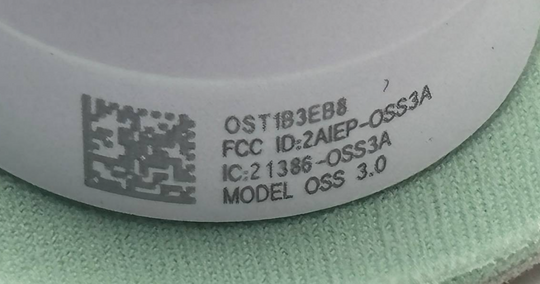 OST1B3EB8
FCC ID:2AIEP-OSS3A
IC:21386-OSS3A
MODEL OSS 3.0